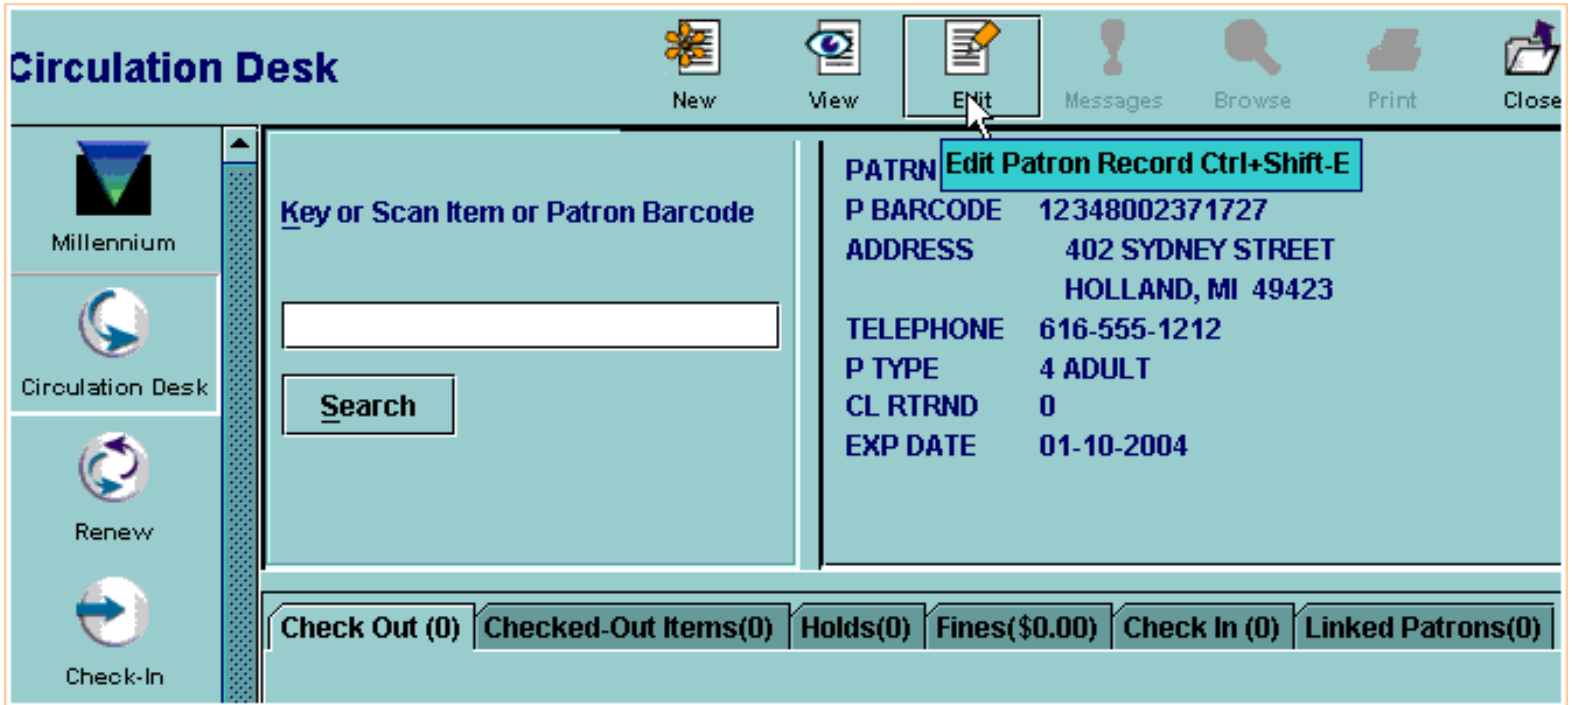 Circulation Desk
New View Edit Messages Browse Print Close
Edit Patron Record Ctrl+Shift-E
Millennium
Circulation Desk
Renew
Check-In
Key or Scan Item or Patron Barcode
Search
PATRN
P BARCODE 12348002371727
ADDRESS 402 SYDNEY STREET
HOLLAND, MI 49423
TELEPHONE 616-555-1212
P TYPE 4 ADULT
CL RTRND 0
EXP DATE 01-10-2004
Check Out (0) Checked-Out Items(0) Holds(0) Fines($0.00) Check In (0) Linked Patrons(0)